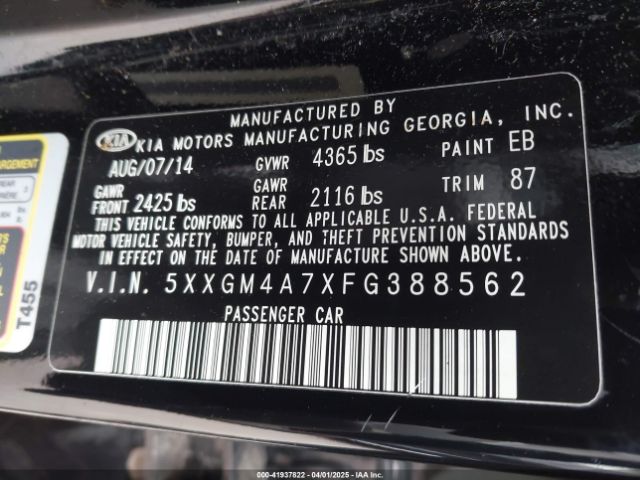 MANUFACTURED BY
KIA KIA MOTORS MANUFACTURING GEORGIA, INC.
AUG/07/14 GVWR 4365 lbs PAINT EB
GAWR FRONT 2425 lbs GAWR REAR 2116 lbs TRIM 87
THIS VEHICLE CONFORMS TO ALL APPLICABLE U.S.A. FEDERAL
MOTOR VEHICLE SAFETY, BUMPER, AND THEFT PREVENTION STANDARDS
IN EFFECT ON THE DATE OF MANUFACTURE SHOWN ABOVE.
V.I.N. 5XXGM4A7XFG388562
PASSENGER CAR
T455
000-41937822 | 04/01/2025 | IAA Inc. ©